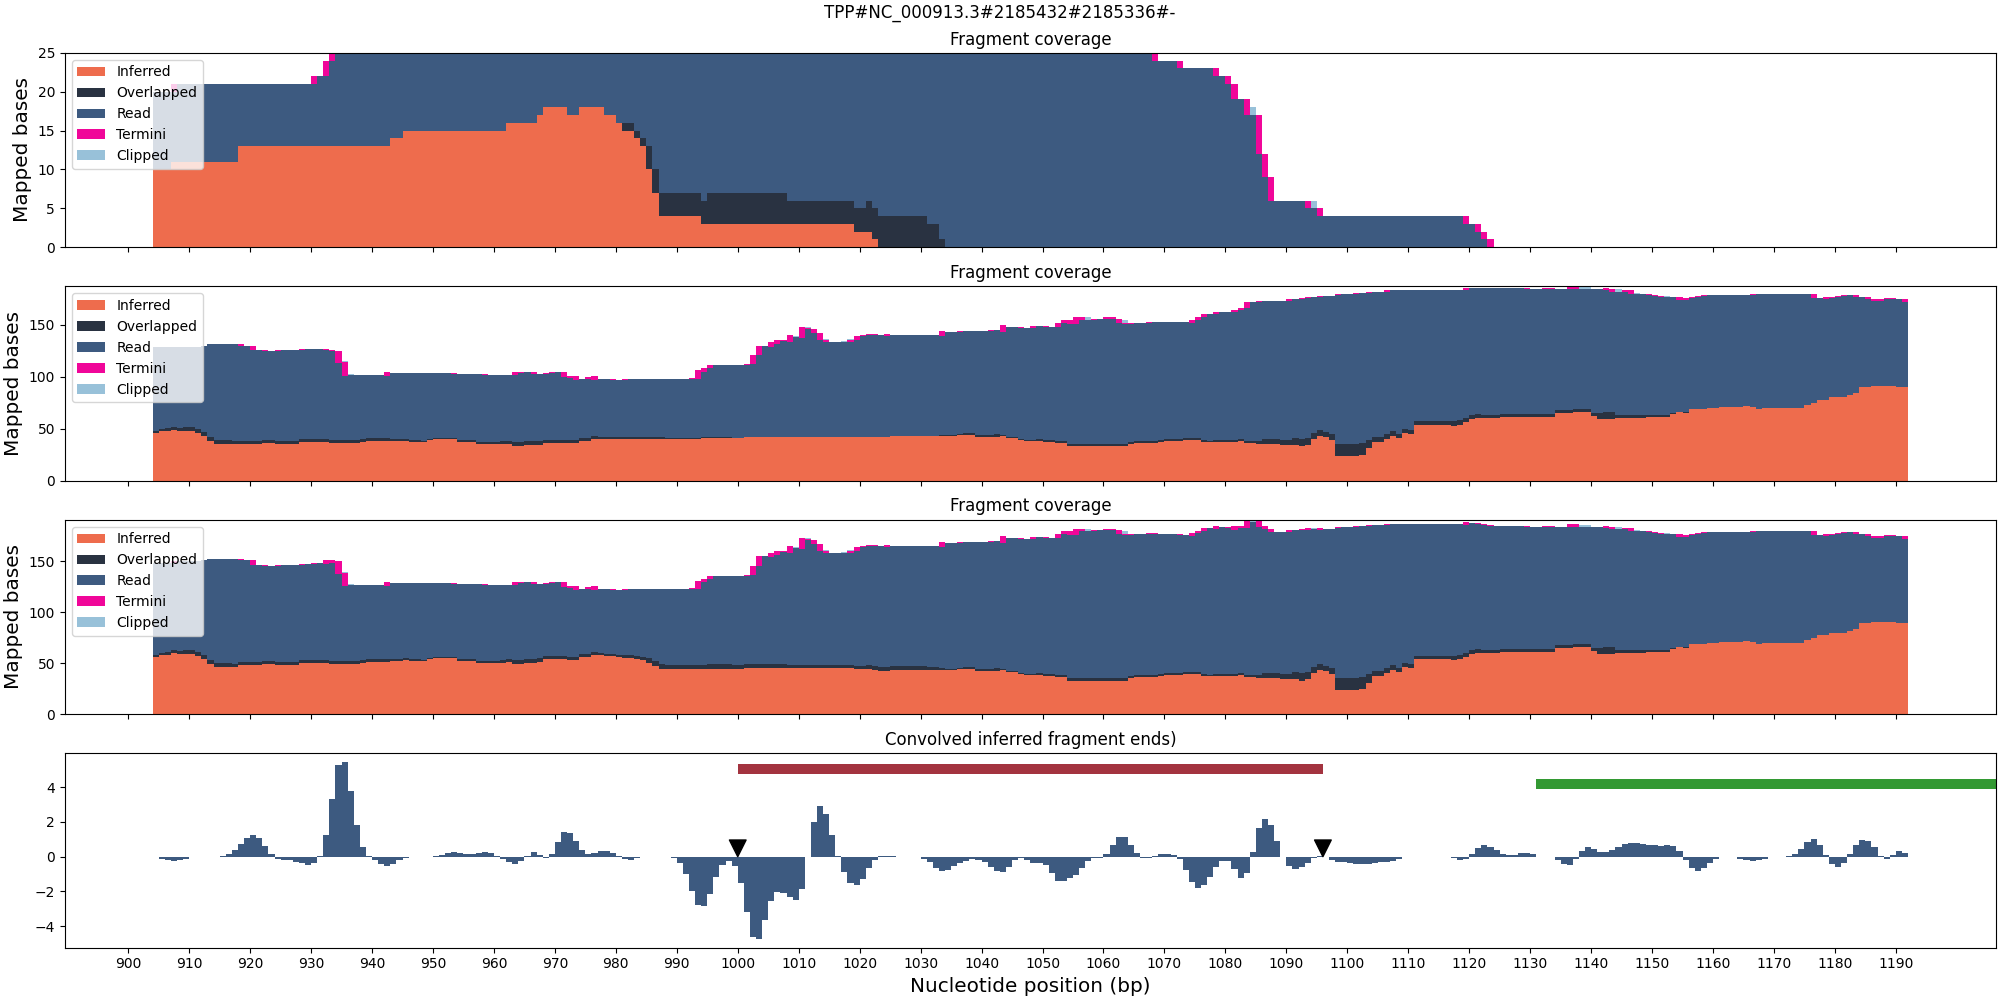 TPP#NC_000913.3#2185432#2185336#-
Fragment coverage
Mapped bases
25
20
15
10
5
0
Inferred
Overlapped
Read
Termini
Clipped
Fragment coverage
Mapped bases
150
100
50
0
Inferred
Overlapped
Read
Termini
Clipped
Fragment coverage
Mapped bases
150
100
50
0
Inferred
Overlapped
Read
Termini
Clipped
Convolved inferred fragment ends)
4
2
0
−2
−4
900 910 920 930 940 950 960 970 980 990 1000 1010 1020 1030 1040 1050 1060 1070 1080 1090 1100 1110 1120 1130 1140 1150 1160 1170 1180 1190
Nucleotide position (bp)